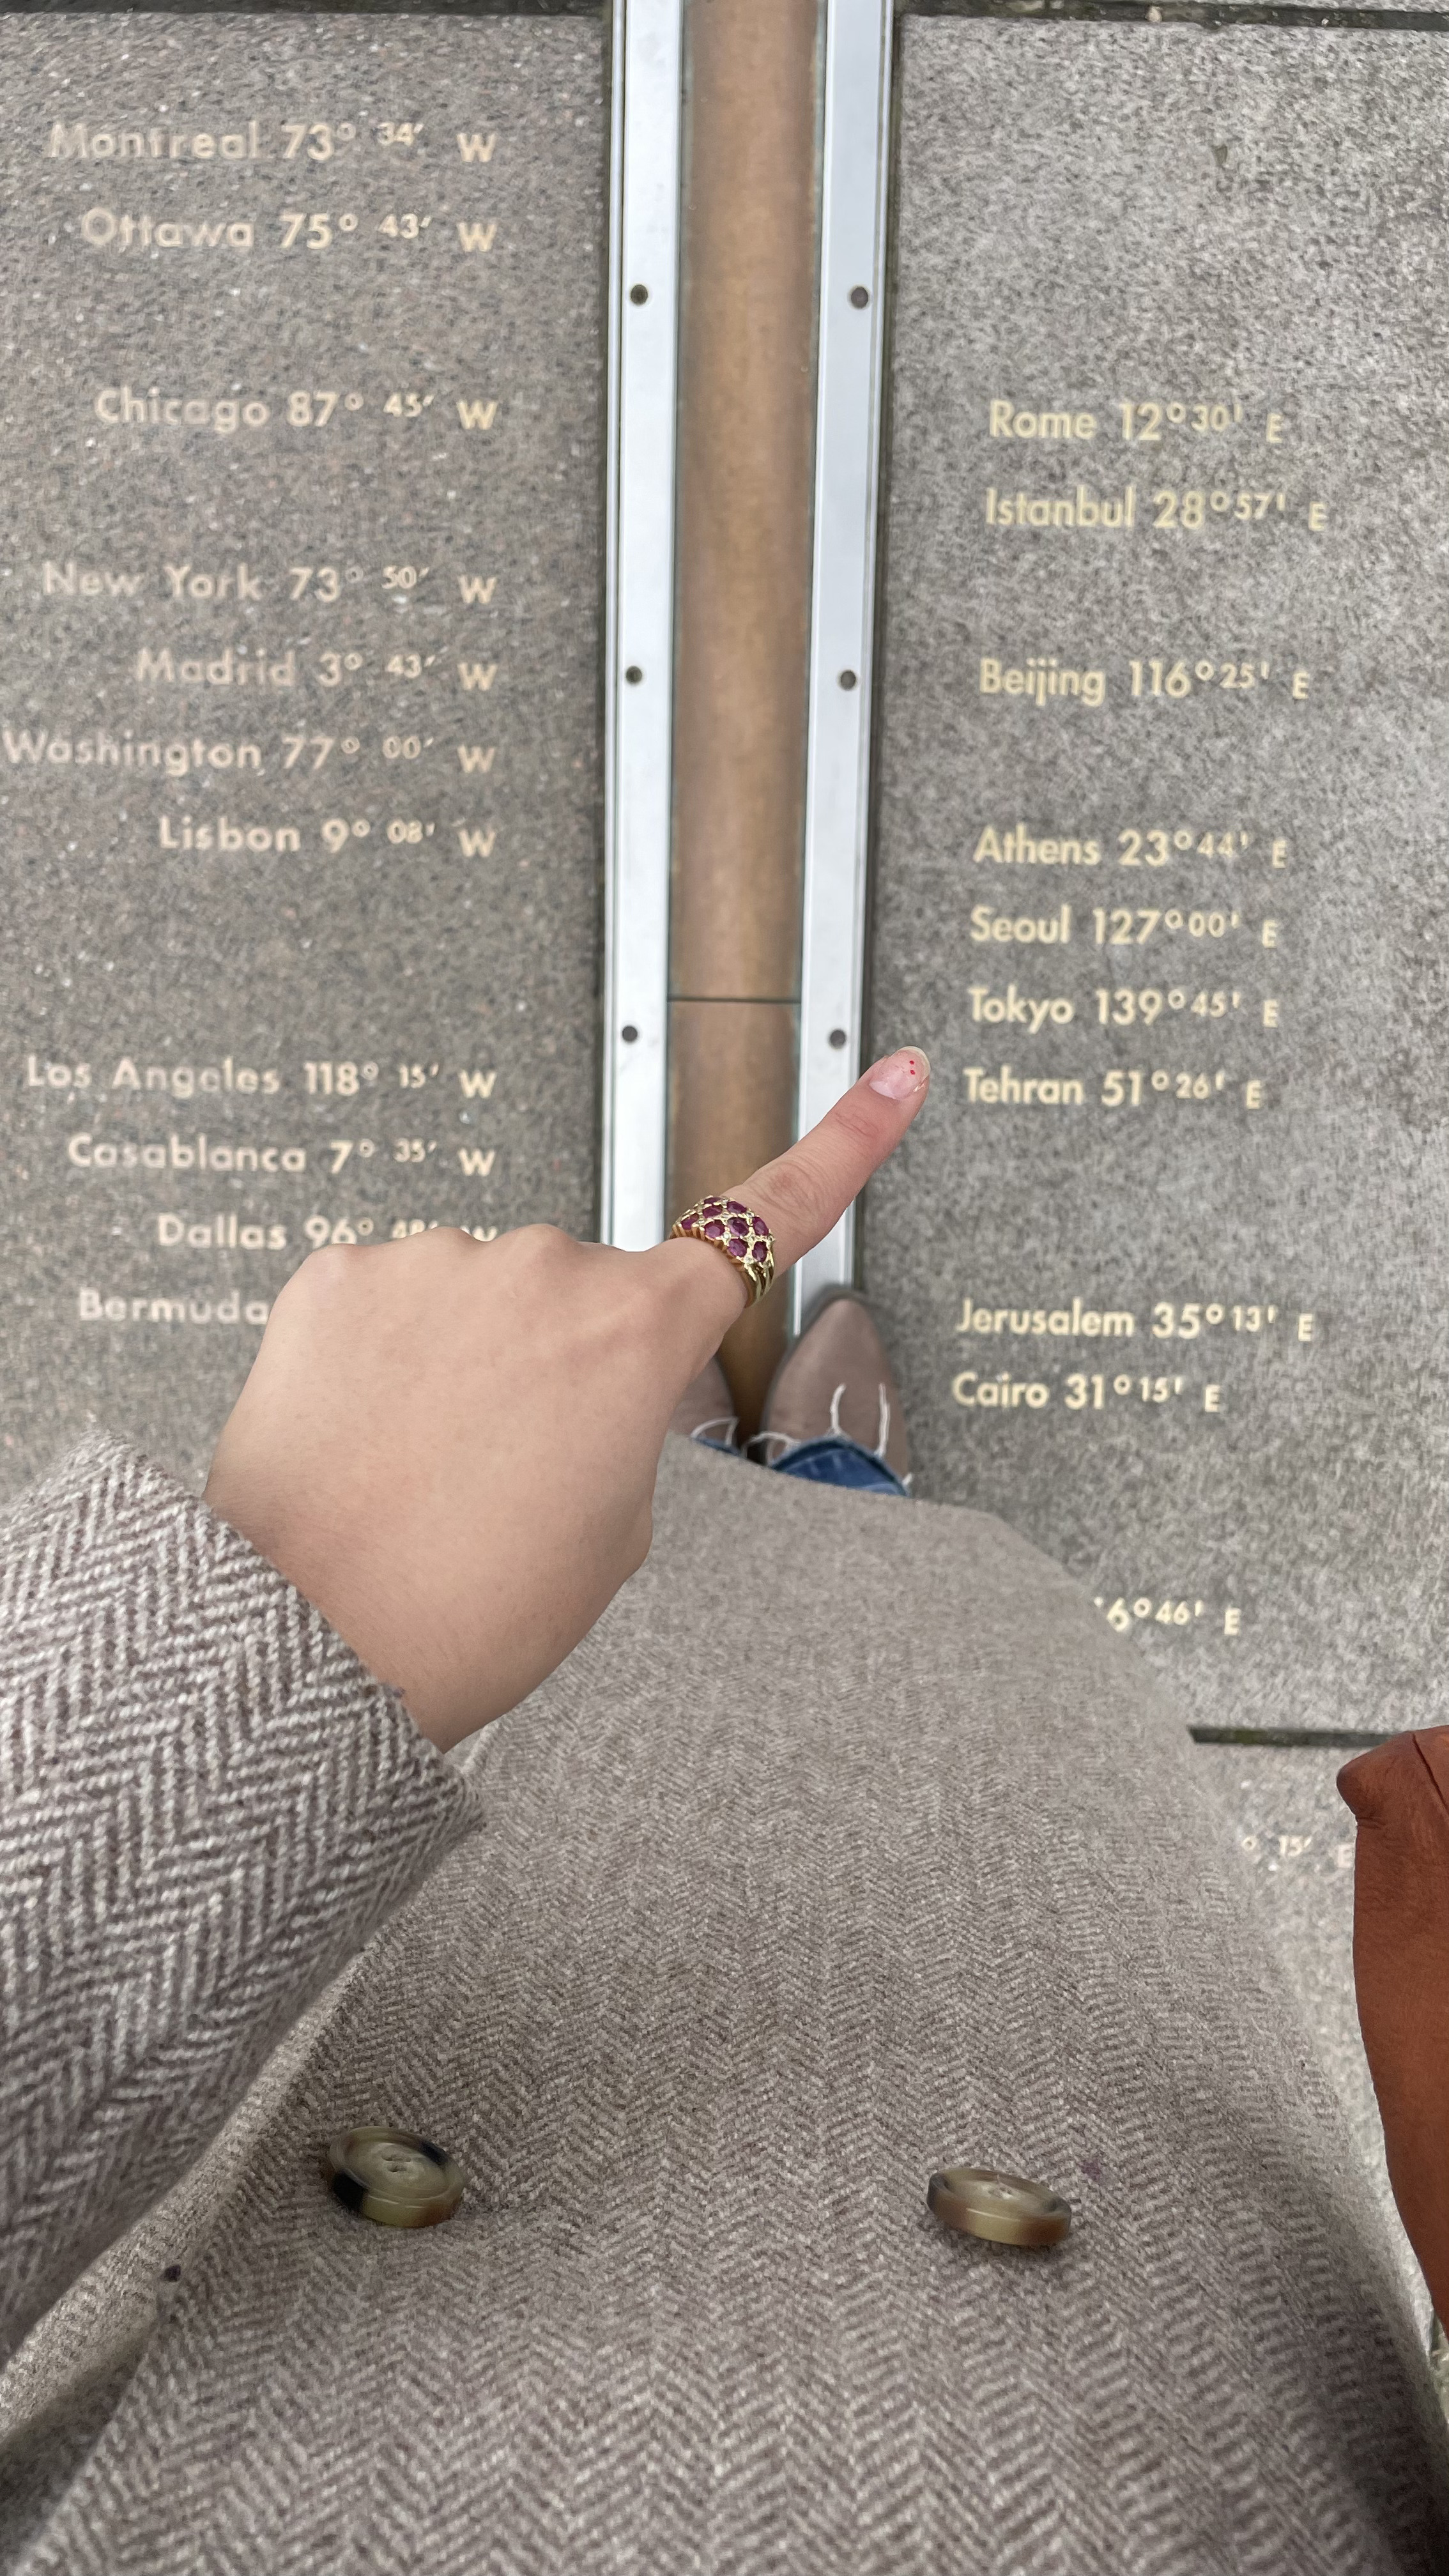 Montreal 73° 34′ W
Ottawa 75° 43′ W
Chicago 87° 45′ W
New York 73° 50′ W
Madrid 3° 43′ W
Washington 77° 00′ W
Lisbon 9° 08′ W
Los Angeles 118° 15′ W
Casablanca 7° 35′ W
Dallas 96° 48′ W
Bermuda
Rome 12° 30′ E
Istanbul 28° 57′ E
Beijing 116° 25′ E
Athens 23° 44′ E
Seoul 127° 00′ E
Tokyo 139° 45′ E
Tehran 51° 26′ E
Jerusalem 35° 13′ E
Cairo 31° 15′ E
6° 46′ E
° 15′ E